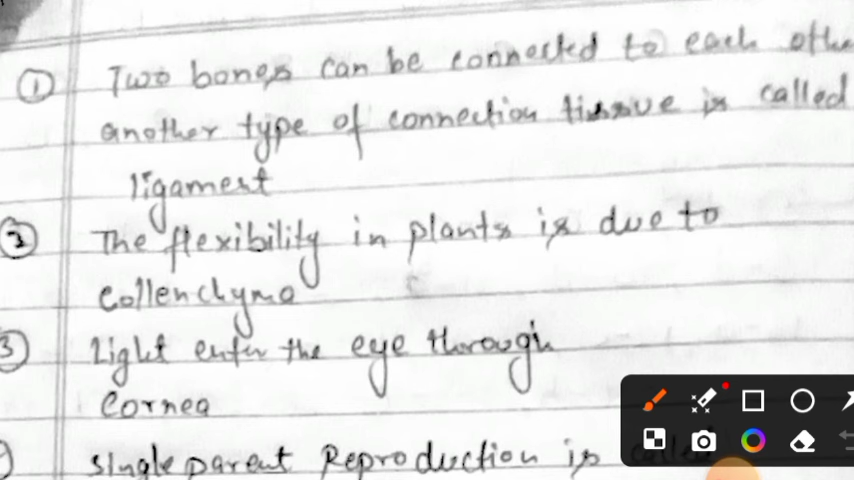 ① Two bones can be connected to each othe
another type of connection tissue is called
ligament
② The flexibility in plants is due to
collenchyma
3 Light enter the eye through
Cornea
single parent Reproduction is called